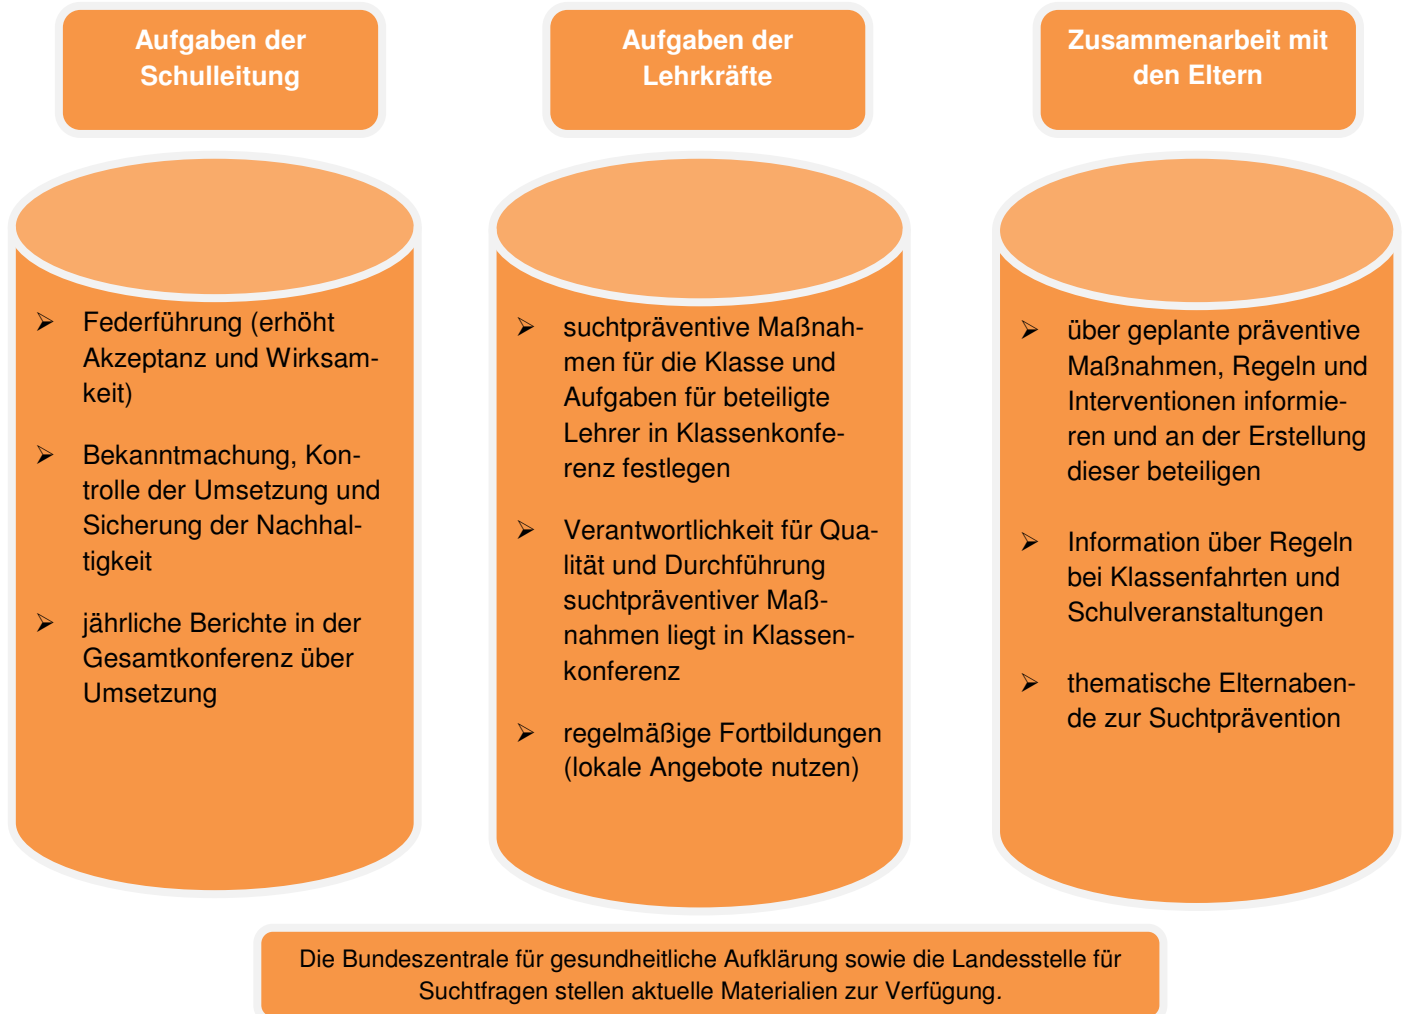 Aufgaben der
Schulleitung
Aufgaben der
Lehrkräfte
Zusammenarbeit mit
den Eltern
➢ Federführung (erhöht
Akzeptanz und Wirksam-
keit)
➢ Bekanntmachung, Kon-
trolle der Umsetzung und
Sicherung der Nachhal-
tigkeit
➢ jährliche Berichte in der
Gesamtkonferenz über
Umsetzung
➢ suchtpräventive Maßnah-
men für die Klasse und
Aufgaben für beteiligte
Lehrer in Klassenkonfe-
renz festlegen
➢ Verantwortlichkeit für Qua-
lität und Durchführung
suchtpräventiver Maß-
nahmen liegt in Klassen-
konferenz
➢ regelmäßige Fortbildungen
(lokale Angebote nutzen)
➢ über geplante präventive
Maßnahmen, Regeln und
Interventionen informie-
ren und an der Erstellung
dieser beteiligen
➢ Information über Regeln
bei Klassenfahrten und
Schulveranstaltungen
➢ thematische Elternaben-
de zur Suchtprävention
Die Bundeszentrale für gesundheitliche Aufklärung sowie die Landesstelle für
Suchtfragen stellen aktuelle Materialien zur Verfügung.